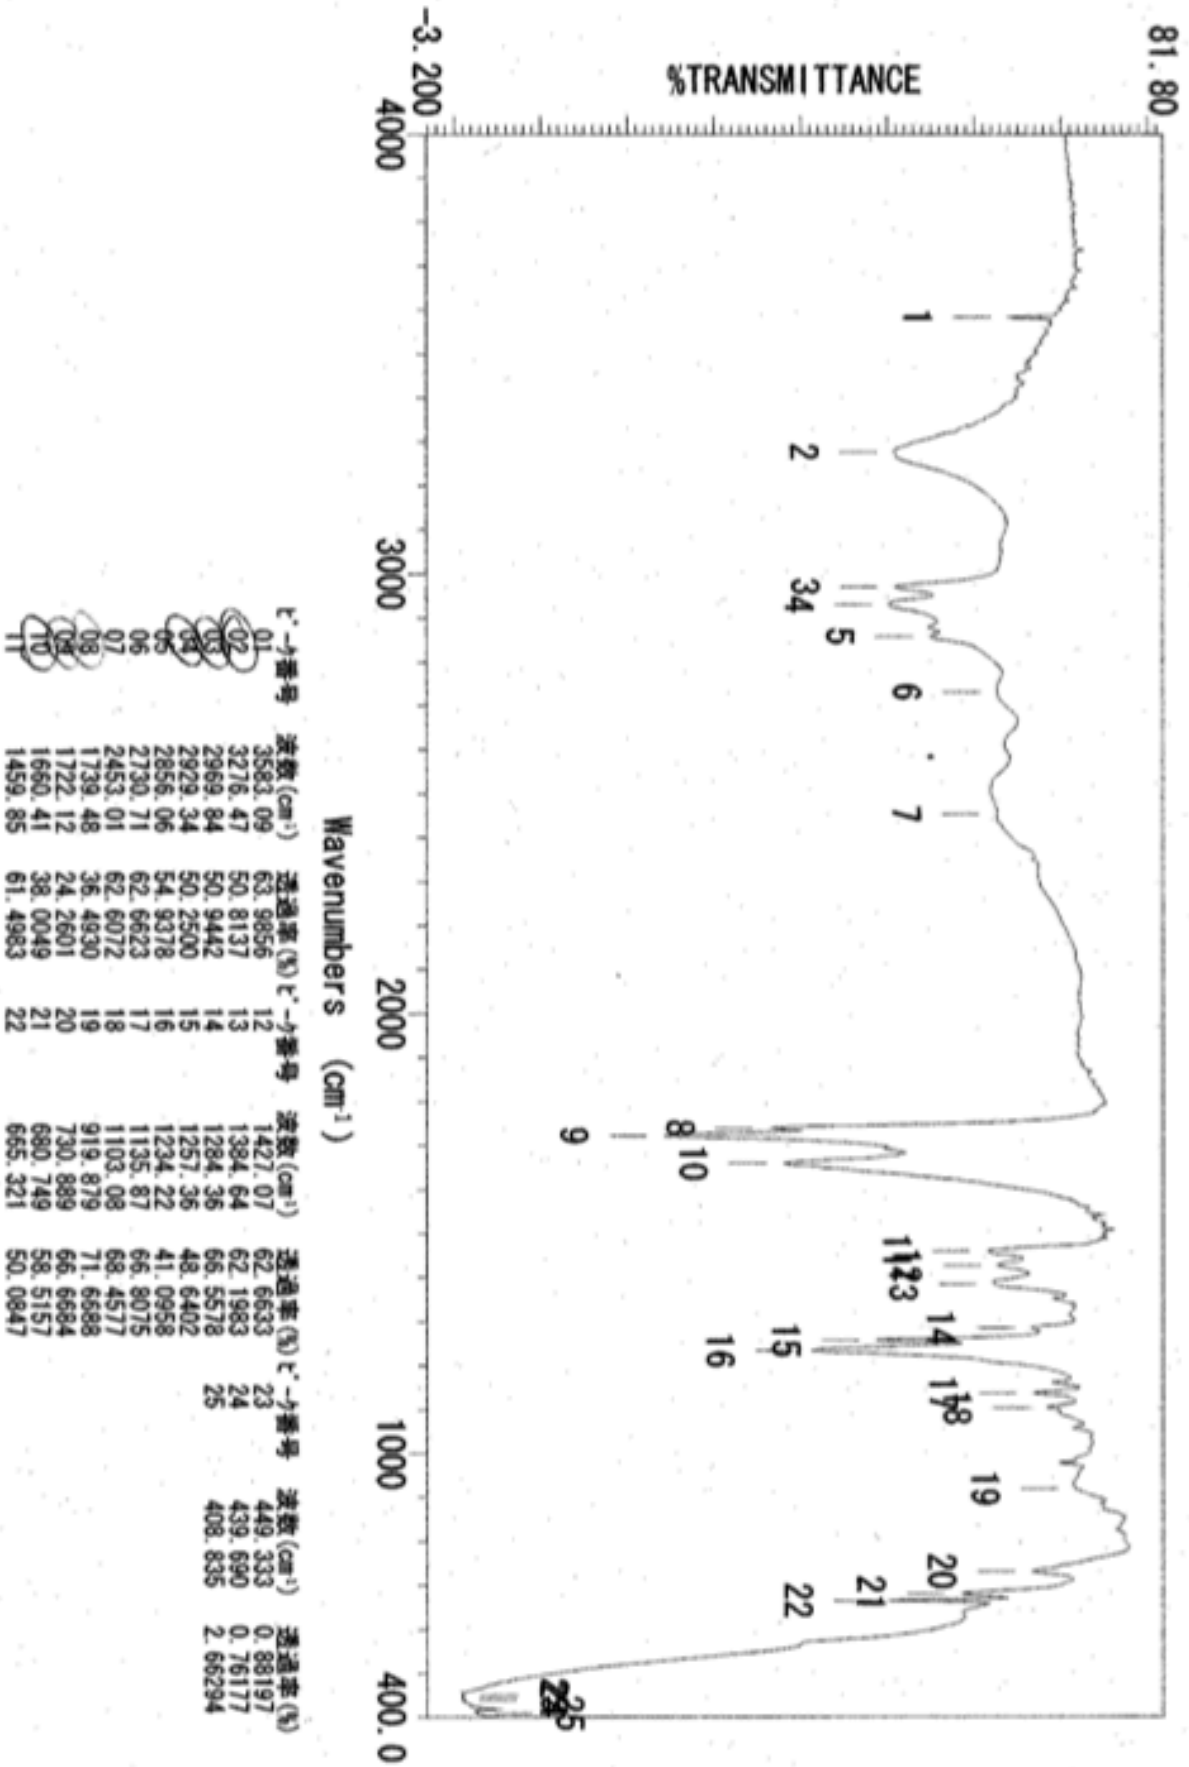 81.80
%TRANSMITTANCE
-3.200
4000
3000
2000
1000
400.0
Wavenumbers (cm-1)
1
2
34
5
6
7
8
9
10
14
15
16
18
19
20
21
22
25
ピーク番号 波数(cm-1) 透過率(%) ピーク番号 波数(cm-1) 透過率(%) ピーク番号 波数(cm-1) 透過率(%)
01 3583.09 63.9856 12 1427.07 62.6633 23 449.333 0.88197
02 3276.47 50.8137 13 1384.64 62.1983 24 439.690 0.76177
03 2969.84 50.9442 14 1284.36 66.5578 25 408.835 2.66294
04 2929.34 50.2500 15 1257.36 48.6402
05 2856.06 54.9378 16 1234.22 41.0958
06 2730.71 62.6623 17 1135.87 66.8075
07 2453.01 62.6072 18 1103.08 68.4577
08 1739.48 36.4930 19 919.879 71.6688
09 1722.12 24.2601 20 730.889 66.6684
10 1660.41 38.0049 21 680.749 58.5157
11 1459.85 61.4983 22 665.321 50.0847